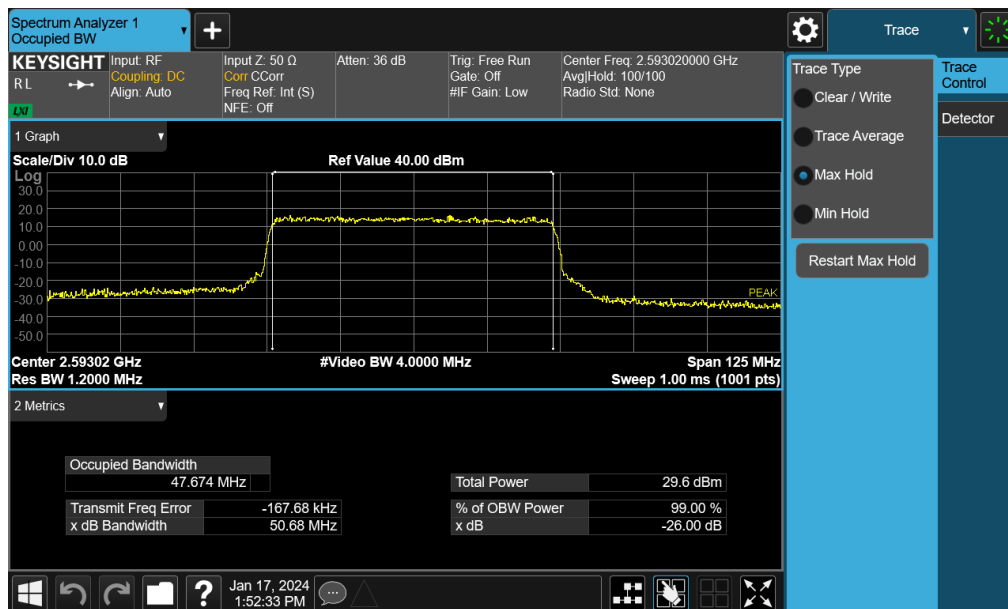 Spectrum Analyzer 1
Occupied BW
+
Trace
KEYSIGHT
RL
LXI
Input: RF
Coupling: DC
Align: Auto
Input Z: 50 Ω
Corr CCorr
Freq Ref: Int (S)
NFE: Off
Atten: 36 dB
Trig: Free Run
Gate: Off
#IF Gain: Low
Center Freq: 2.593020000 GHz
Avg|Hold: 100/100
Radio Std: None
Trace Type
Clear / Write
Trace Average
Max Hold
Min Hold
Restart Max Hold
Trace
Control
Detector
1 Graph
Scale/Div 10.0 dB
Ref Value 40.00 dBm
Log
30.0
20.0
10.0
0.00
-10.0
-20.0
-30.0
-40.0
-50.0
PEAK
Center 2.59302 GHz
#Video BW 4.0000 MHz
Span 125 MHz
Res BW 1.2000 MHz
Sweep 1.00 ms (1001 pts)
2 Metrics
Occupied Bandwidth
47.674 MHz
Transmit Freq Error -167.68 kHz
x dB Bandwidth 50.68 MHz
Total Power 29.6 dBm
% of OBW Power 99.00 %
x dB -26.00 dB
?
Jan 17, 2024
1:52:33 PM